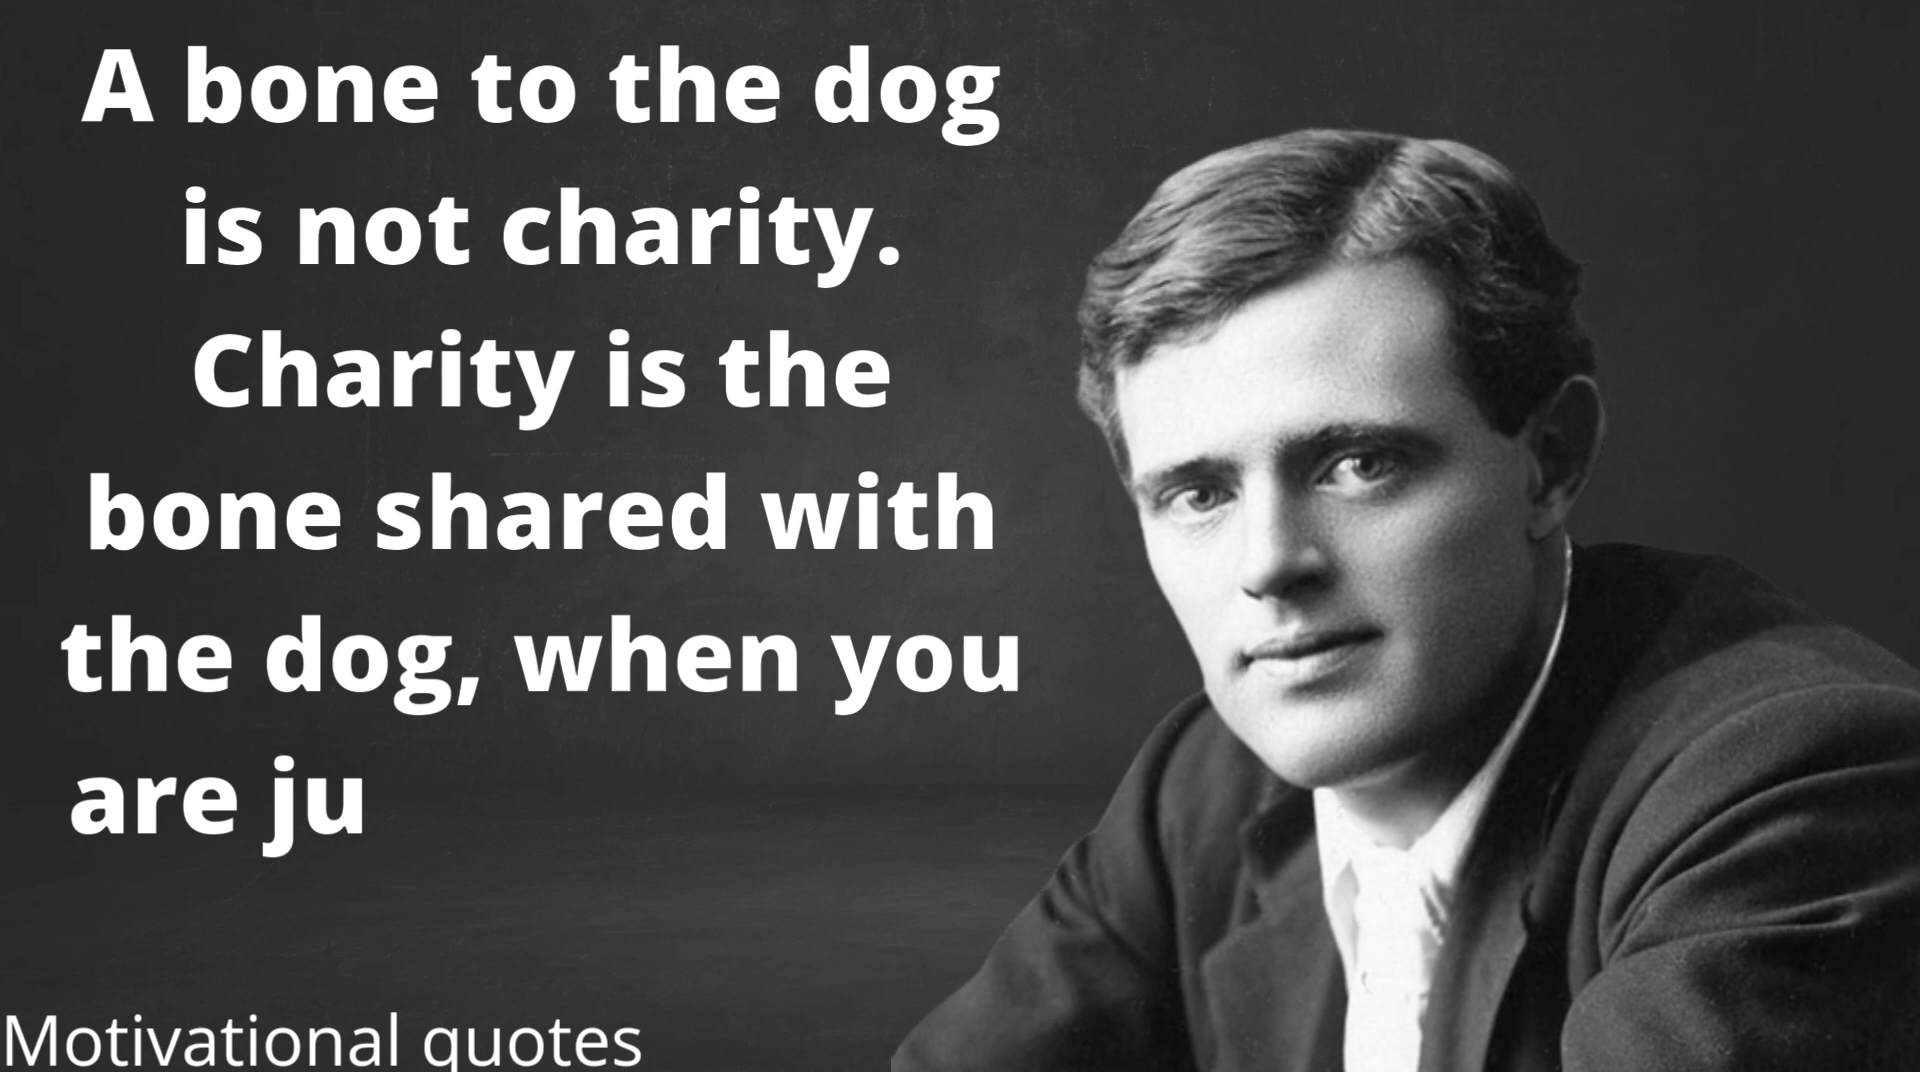 A bone to the dog
is not charity.
Charity is the
bone shared with
the dog, when you
are ju
Motivational quotes